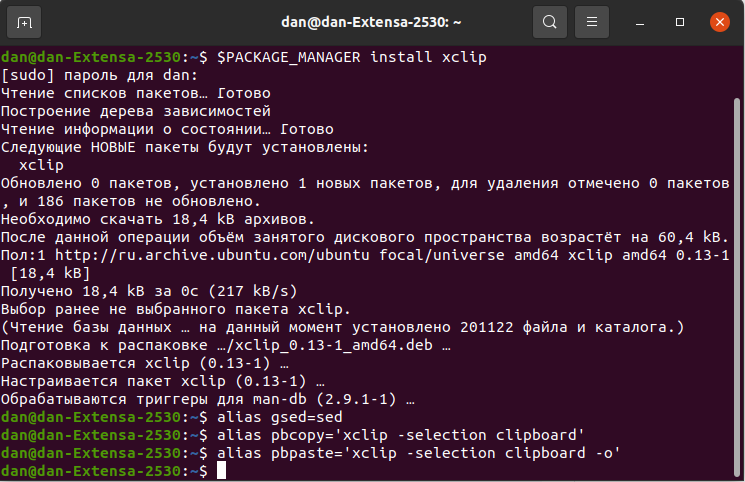 dan@dan-Extensa-2530: ~
dan@dan-Extensa-2530:~$ $PACKAGE_MANAGER install xclip
[sudo] пароль для dan:
Чтение списков пакетов… Готово
Построение дерева зависимостей
Чтение информации о состоянии… Готово
Следующие НОВЫЕ пакеты будут установлены:
  xclip
Обновлено 0 пакетов, установлено 1 новых пакетов, для удаления отмечено 0 пакетов
, и 186 пакетов не обновлено.
Необходимо скачать 18,4 kB архивов.
После данной операции объём занятого дискового пространства возрастёт на 60,4 kB.
Пол:1 http://ru.archive.ubuntu.com/ubuntu focal/universe amd64 xclip amd64 0.13-1
 [18,4 kB]
Получено 18,4 kB за 0с (217 kB/s)
Выбор ранее не выбранного пакета xclip.
(Чтение базы данных … на данный момент установлено 201122 файла и каталога.)
Подготовка к распаковке …/xclip_0.13-1_amd64.deb …
Распаковывается xclip (0.13-1) …
Настраивается пакет xclip (0.13-1) …
Обрабатываются триггеры для man-db (2.9.1-1) …
dan@dan-Extensa-2530:~$ alias gsed=sed
dan@dan-Extensa-2530:~$ alias pbcopy='xclip -selection clipboard'
dan@dan-Extensa-2530:~$ alias pbpaste='xclip -selection clipboard -o'
dan@dan-Extensa-2530:~$